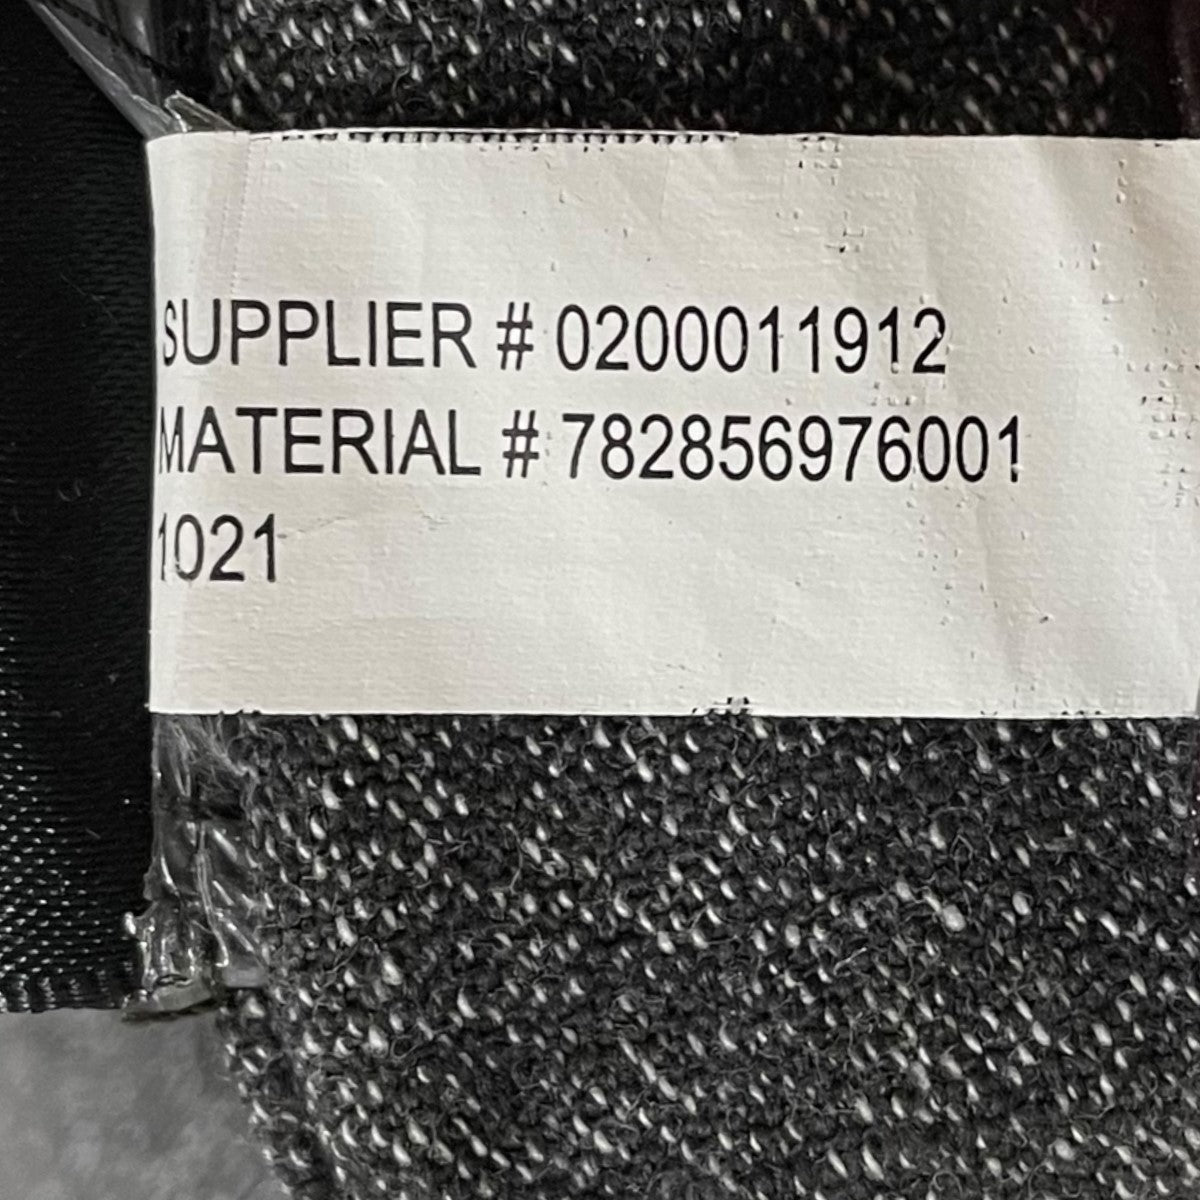 SUPPLIER # 0200011912
MATERIAL # 782856976001
1021